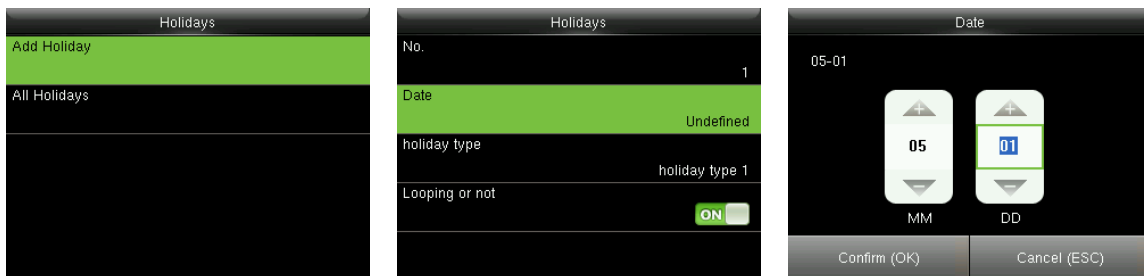 Holidays
Add Holiday
All Holidays
Holidays
No.
1
Date
Undefined
holiday type
holiday type 1
Looping or not
ON
Date
05-01
05 01
MM DD
Confirm (OK) Cancel (ESC)